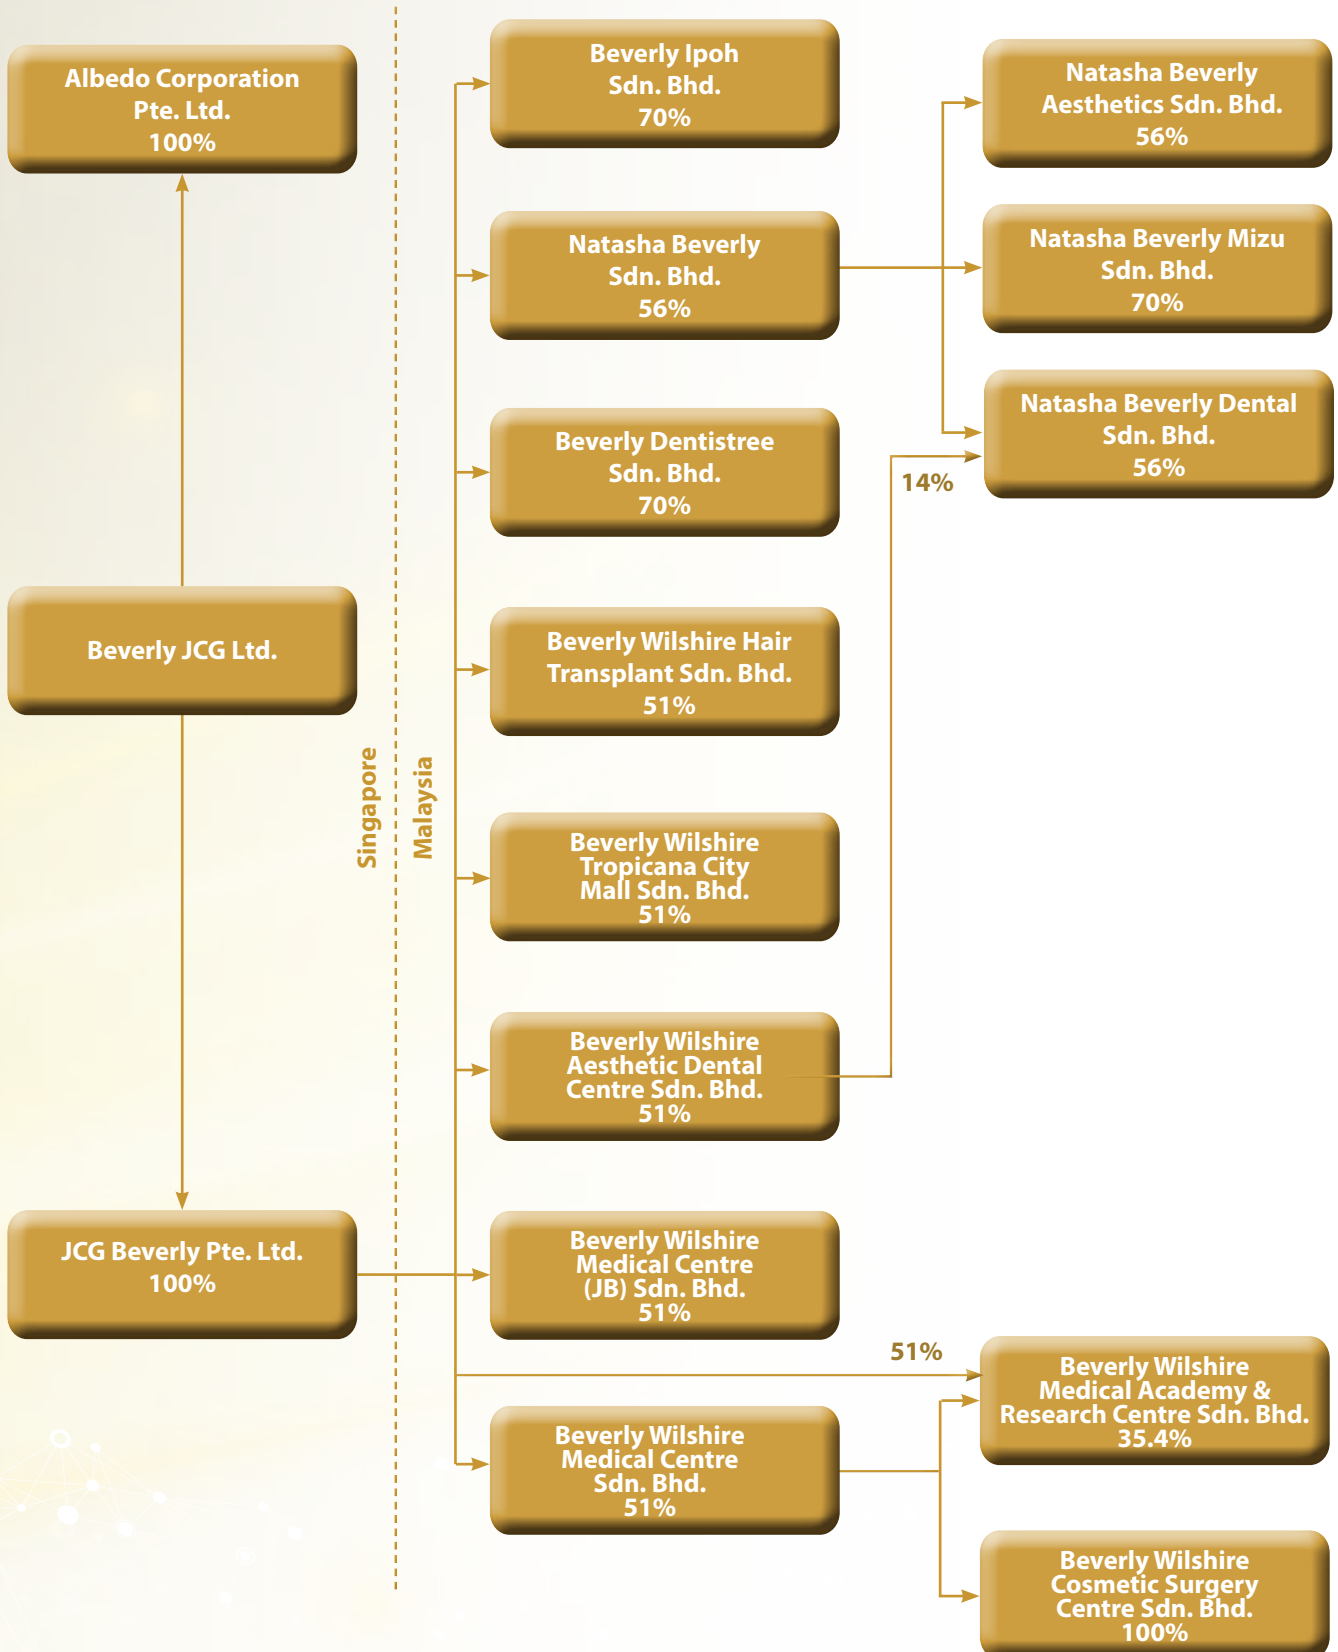 Albedo Corporation
Pte. Ltd.
100%
Beverly JCG Ltd.
JCG Beverly Pte. Ltd.
100%
Singapore
Malaysia
Beverly Ipoh
Sdn. Bhd.
70%
Natasha Beverly
Sdn. Bhd.
56%
Beverly Dentistree
Sdn. Bhd.
70%
Beverly Wilshire Hair
Transplant Sdn. Bhd.
51%
Beverly Wilshire
Tropicana City
Mall Sdn. Bhd.
51%
Beverly Wilshire
Aesthetic Dental
Centre Sdn. Bhd.
51%
Beverly Wilshire
Medical Centre
(JB) Sdn. Bhd.
51%
Beverly Wilshire
Medical Centre
Sdn. Bhd.
51%
Natasha Beverly
Aesthetics Sdn. Bhd.
56%
Natasha Beverly Mizu
Sdn. Bhd.
70%
Natasha Beverly Dental
Sdn. Bhd.
56%
14%
51%
Beverly Wilshire
Medical Academy &
Research Centre Sdn. Bhd.
35.4%
Beverly Wilshire
Cosmetic Surgery
Centre Sdn. Bhd.
100%